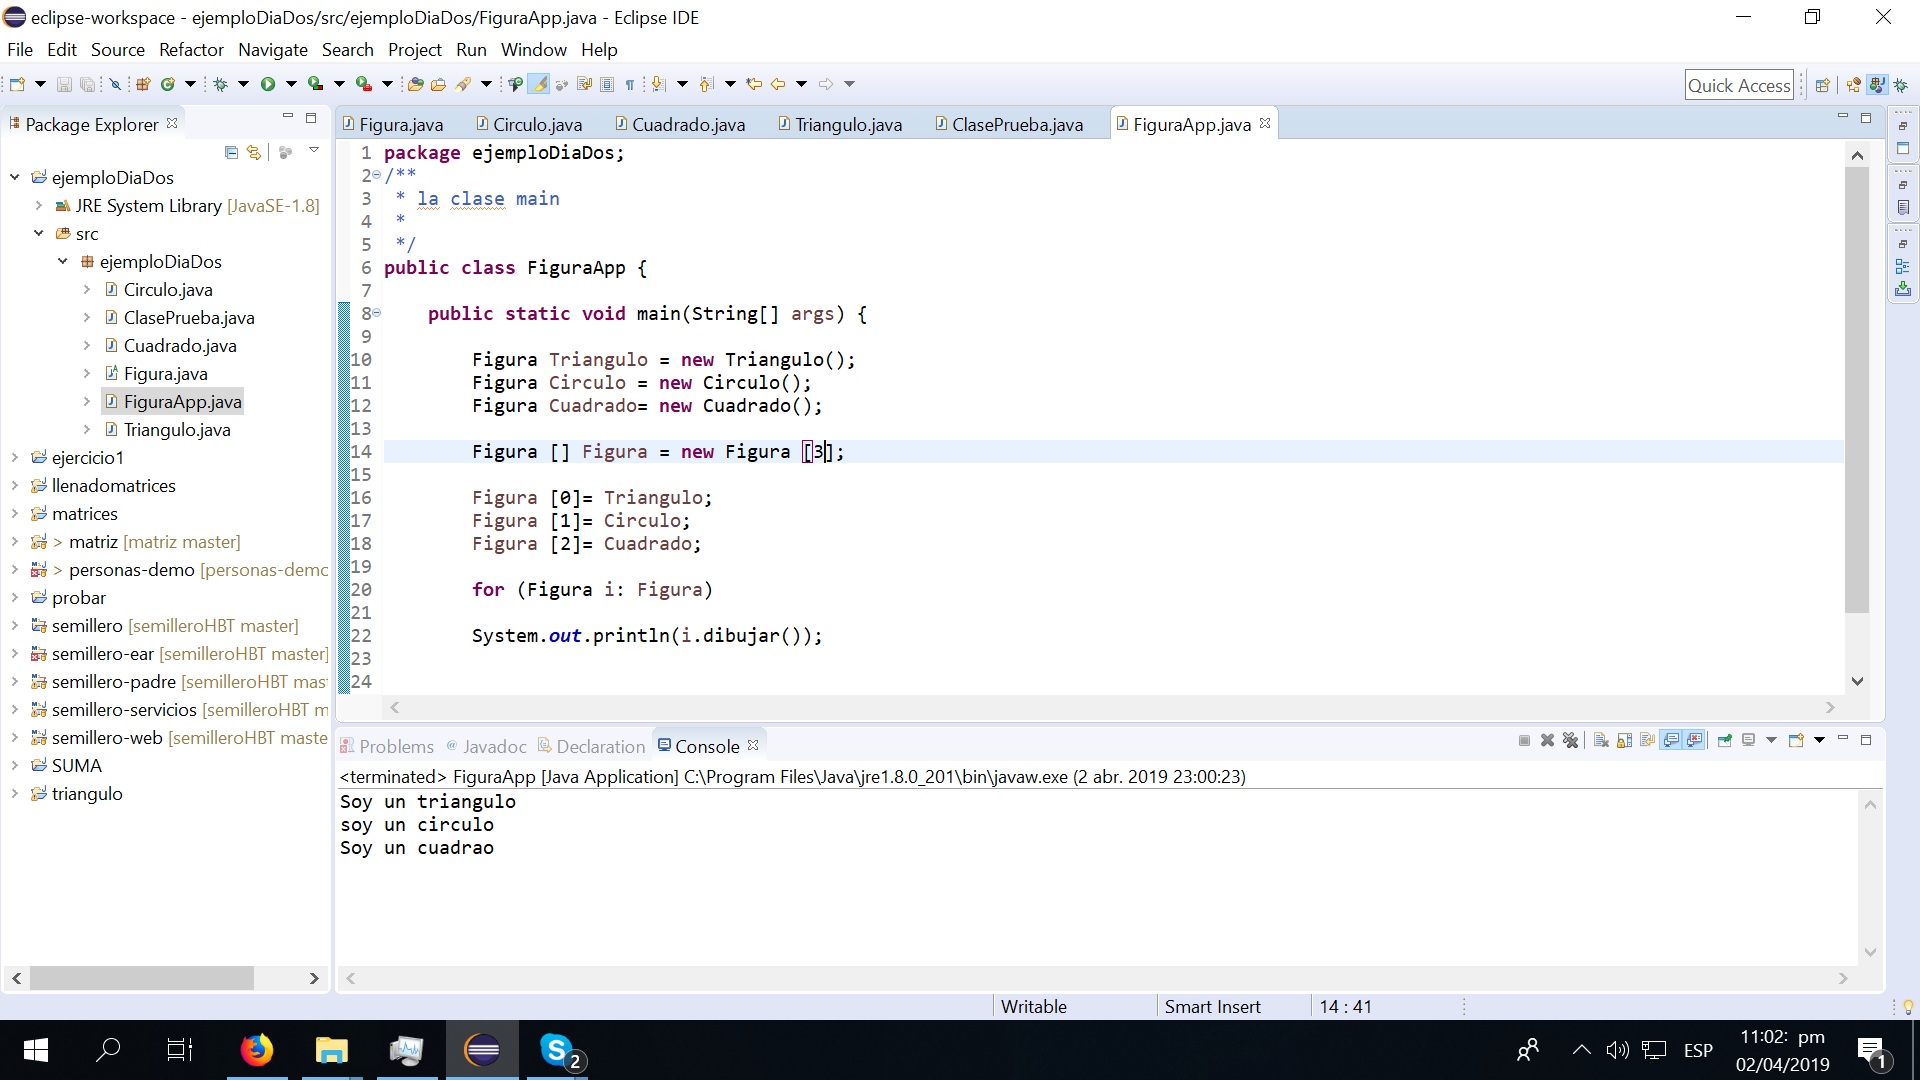 eclipse-workspace - ejemploDiaDos/src/ejemploDiaDos/FiguraApp.java - Eclipse IDE
File Edit Source Refactor Navigate Search Project Run Window Help
Quick Access
Package Explorer
ejemploDiaDos
JRE System Library [JavaSE-1.8]
src
ejemploDiaDos
Circulo.java
ClasePrueba.java
Cuadrado.java
Figura.java
FiguraApp.java
Triangulo.java
ejercicio1
llenadomatrices
matrices
> matriz [matriz master]
> personas-demo [personas-demo
probar
semillero [semilleroHBT master]
semillero-ear [semilleroHBT master]
semillero-padre [semilleroHBT mas
semillero-servicios [semilleroHBT m
semillero-web [semilleroHBT maste
SUMA
triangulo
Figura.java Circulo.java Cuadrado.java Triangulo.java ClasePrueba.java FiguraApp.java
1 package ejemploDiaDos;
2 /**
3 * la clase main
4 *
5 */
6 public class FiguraApp {
7
8 public static void main(String[] args) {
9
10 Figura Triangulo = new Triangulo();
11 Figura Circulo = new Circulo();
12 Figura Cuadrado= new Cuadrado();
13
14 Figura [] Figura = new Figura [3];
15
16 Figura [0]= Triangulo;
17 Figura [1]= Circulo;
18 Figura [2]= Cuadrado;
19
20 for (Figura i: Figura)
21
22 System.out.println(i.dibujar());
23
24
Problems @ Javadoc Declaration Console
<terminated> FiguraApp [Java Application] C:\Program Files\Java\jre1.8.0_201\bin\javaw.exe (2 abr. 2019 23:00:23)
Soy un triangulo
soy un circulo
Soy un cuadrao
Writable Smart Insert 14 : 41
2
ESP
11:02: pm
02/04/2019
1